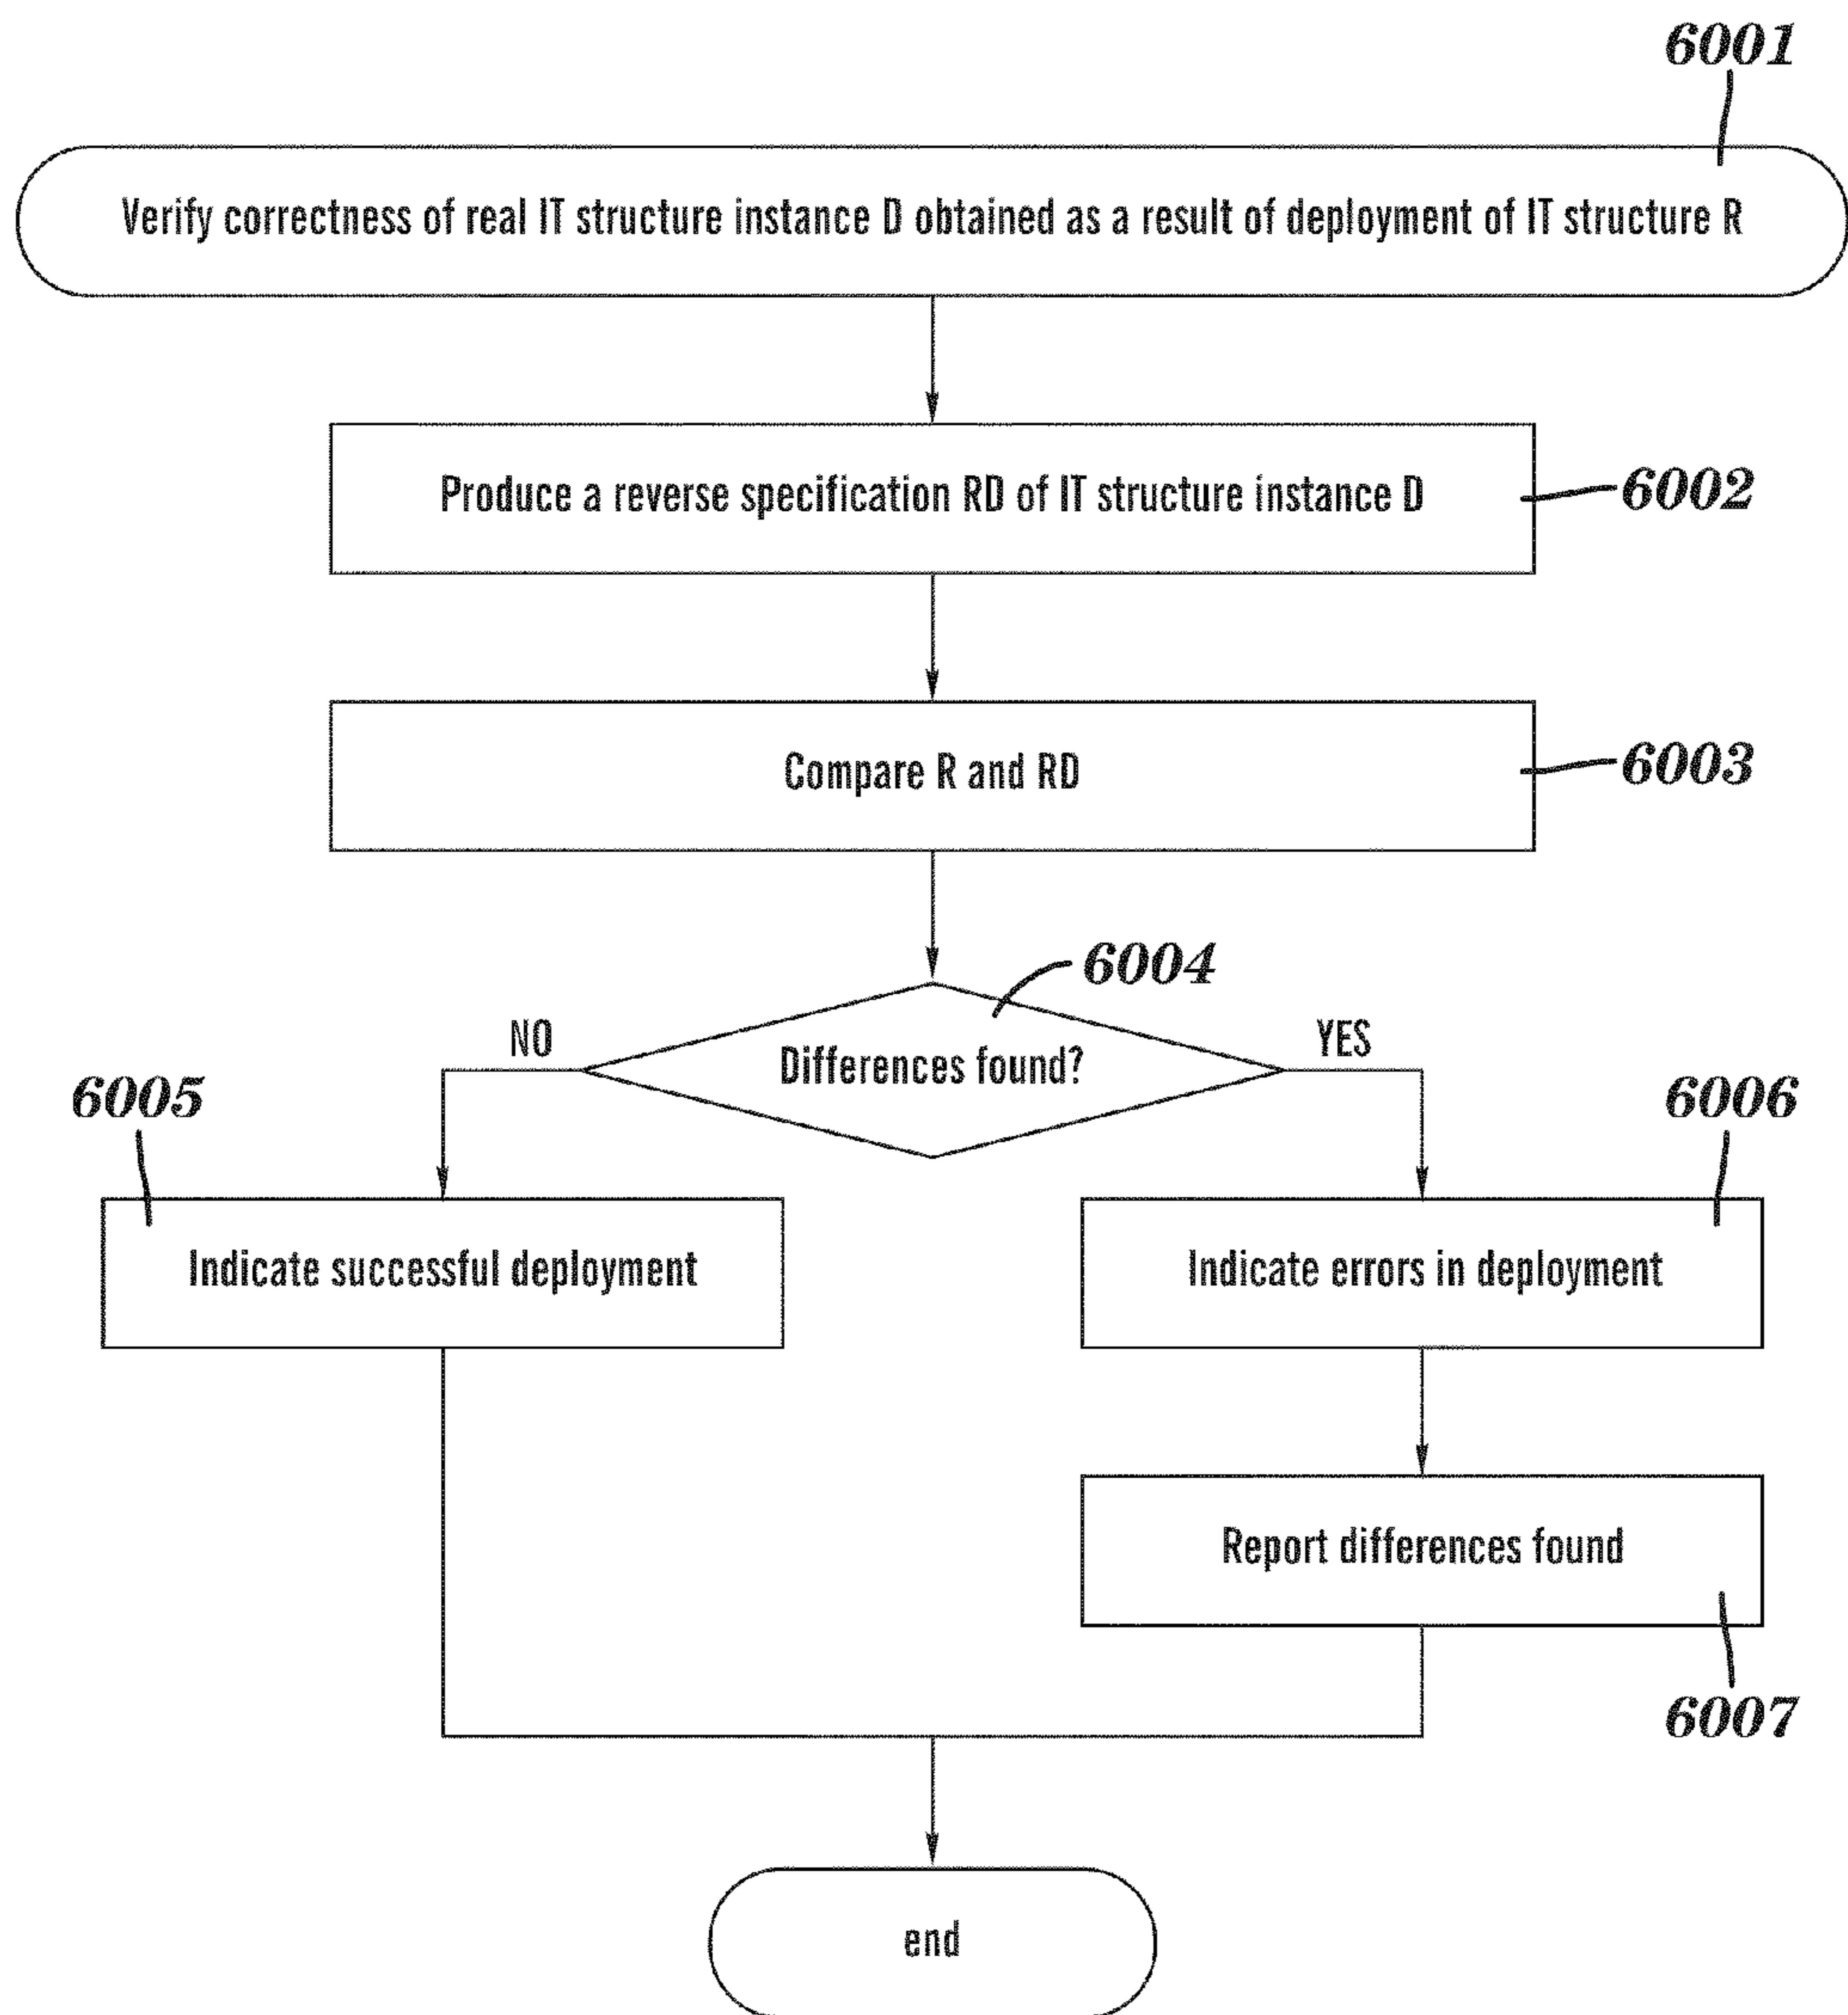 6001
Verify correctness of real IT structure instance D obtained as a result of deployment of IT structure R
Produce a reverse specification RD of IT structure instance D
6002
Compare R and RD
6003
6004
NO
Differences found?
YES
6005
6006
Indicate successful deployment
Indicate errors in deployment
Report differences found
6007
end